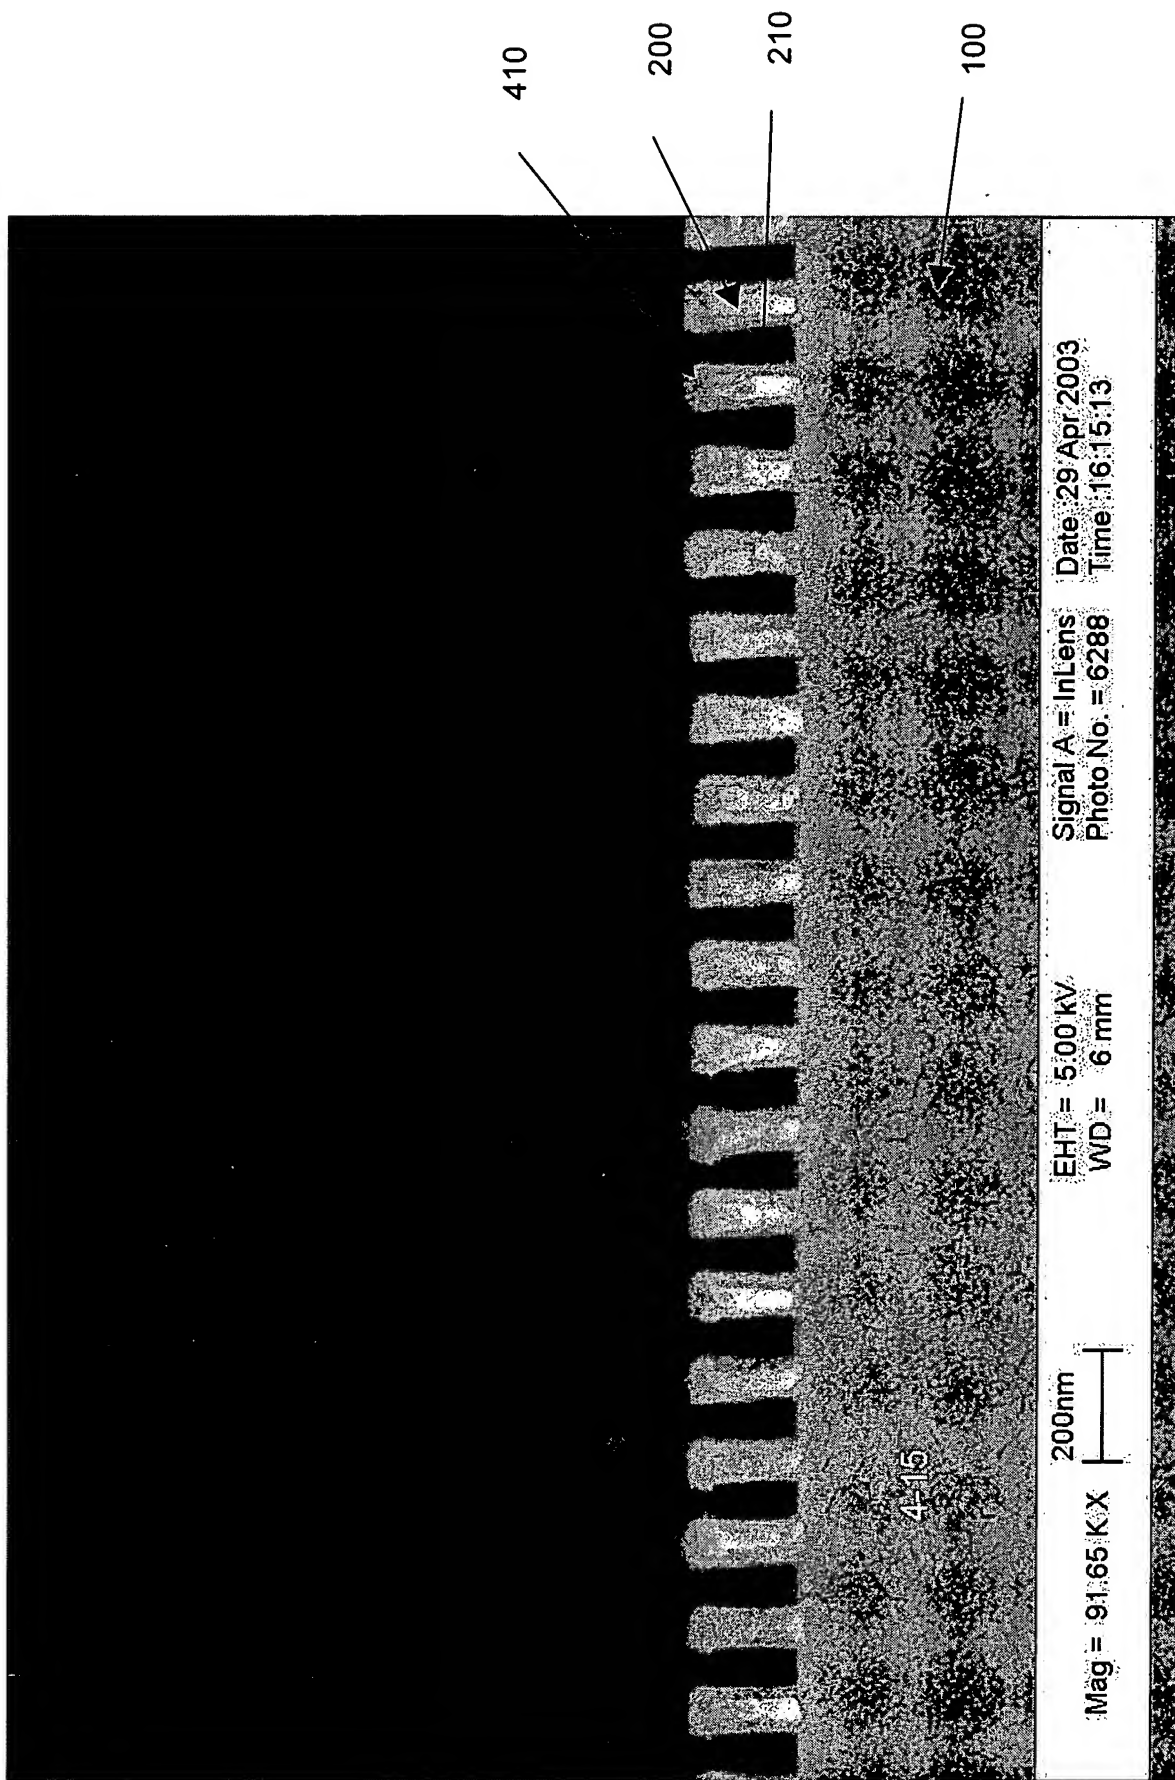 410
200
210
100
4-15
Mag = 91.65 K X
200nm
EHT = 5.00 kV
WD = 6 mm
Signal A = InLens
Photo No. = 6288
Date :29 Apr 2003
Time :16:15:13